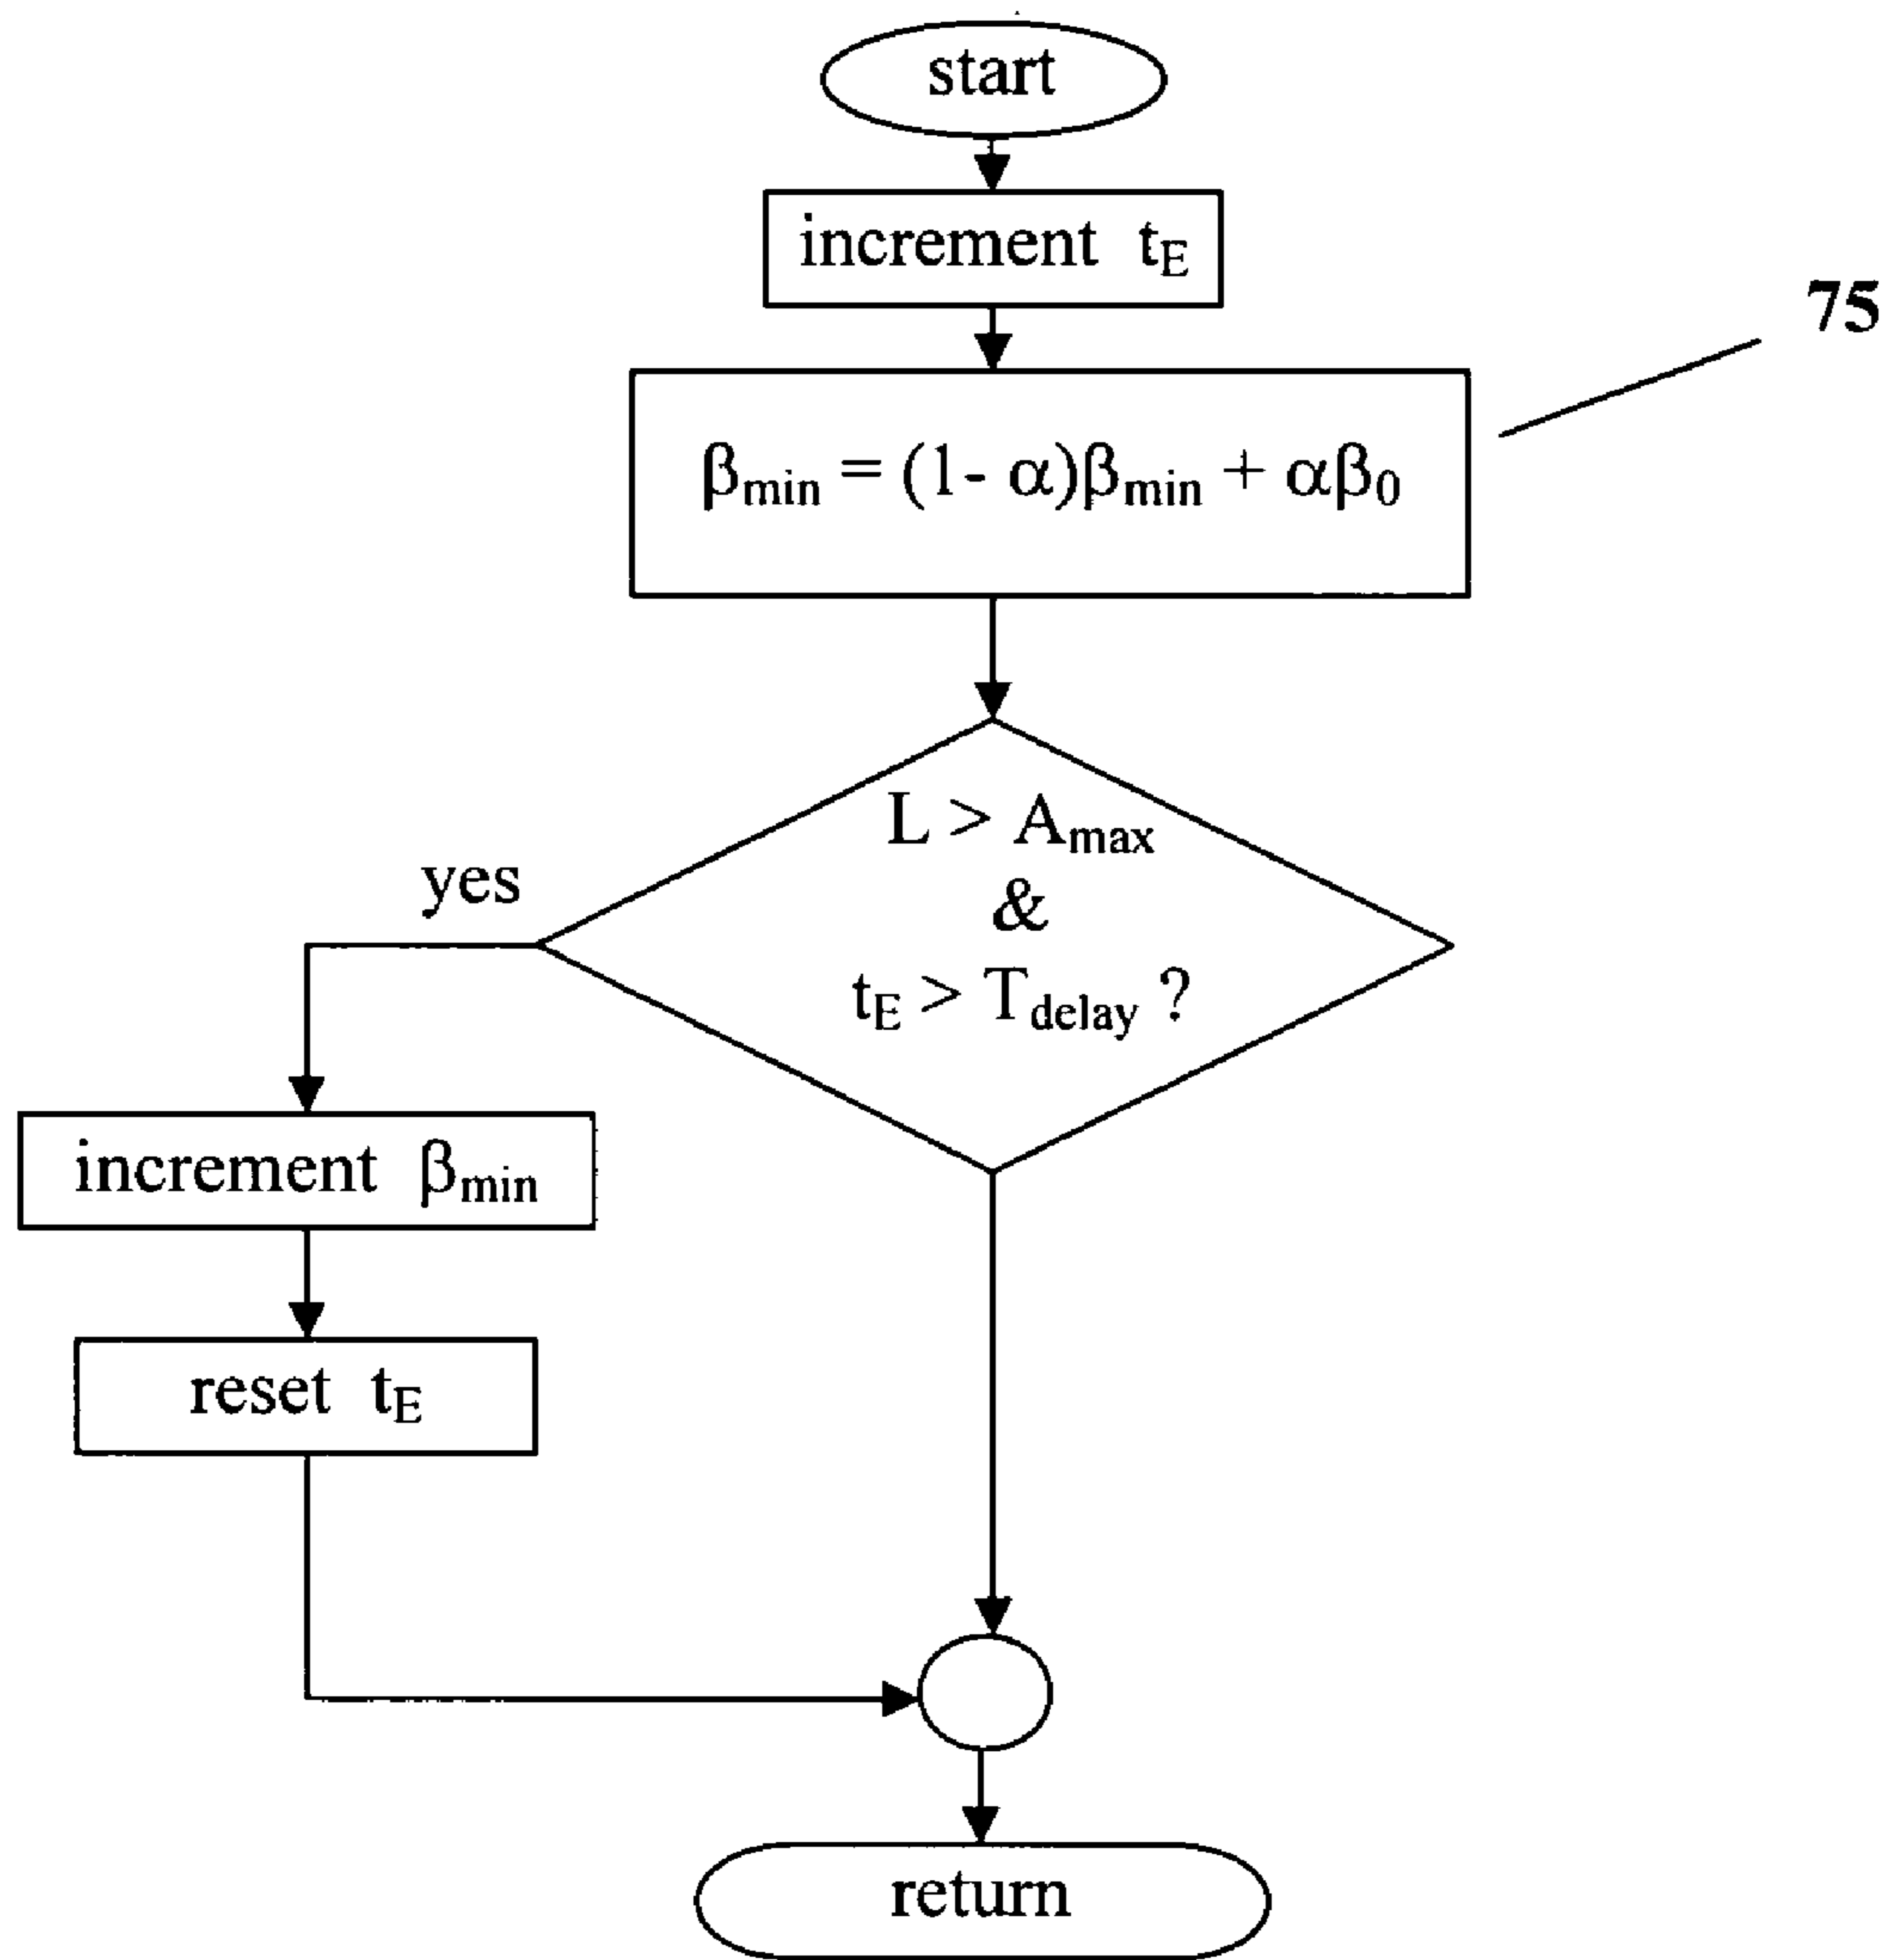 start
increment t_E
75
β_min = (1- α)β_min + αβ_0
L > A_max
&
t_E > T_delay ?
yes
increment β_min
reset t_E
return